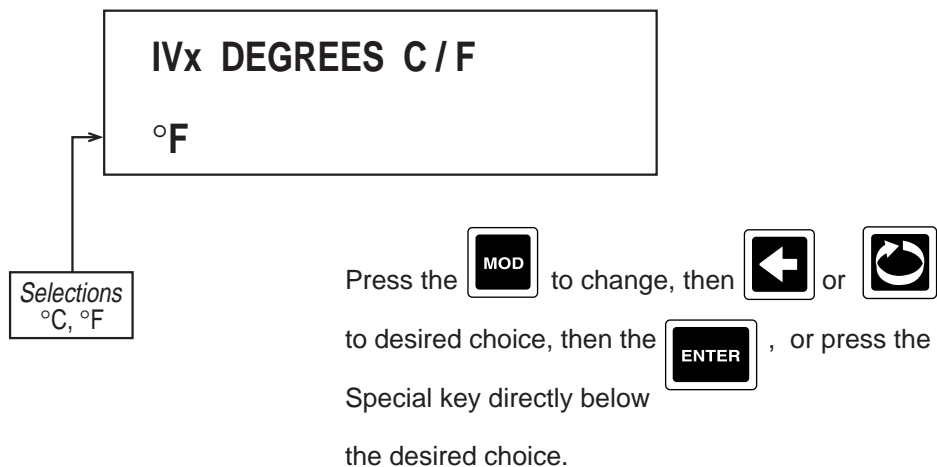 IVx DEGREES C / F
°F
Selections
°C, °F
Press the MOD to change, then or
to desired choice, then the ENTER , or press the
Special key directly below
the desired choice.